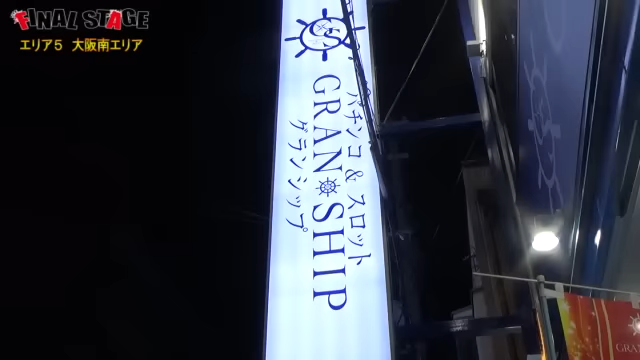 FINAL STAGE
エリア5 大阪南エリア
パチンコ & スロット
GRAN SHIP
グランシップ
GRAN